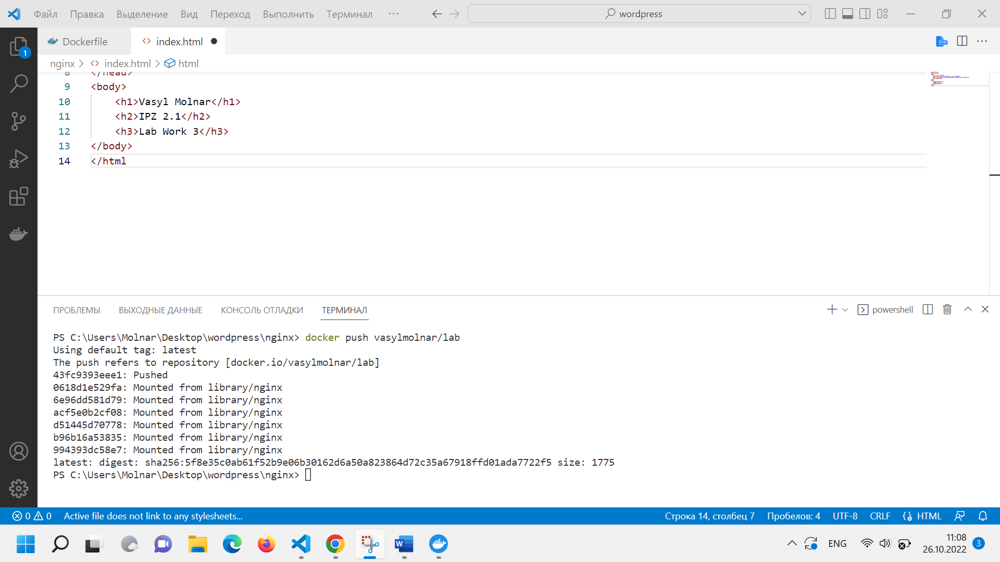 Файл Правка Выделение Вид Переход Выполнить Терминал ··· wordpress
Dockerfile index.html
PHP
nginx > index.html > html
8 </head>
9 <body>
10 <h1>Vasyl Molnar</h1>
11 <h2>IPZ 2.1</h2>
12 <h3>Lab Work 3</h3>
13 </body>
14 </html
1
ПРОБЛЕМЫ ВЫХОДНЫЕ ДАННЫЕ КОНСОЛЬ ОТЛАДКИ ТЕРМИНАЛ powershell
PS C:\Users\Molnar\Desktop\wordpress\nginx> docker push vasylmolnar/lab
Using default tag: latest
The push refers to repository [docker.io/vasylmolnar/lab]
43fc9393eee1: Pushed
0618d1e529fa: Mounted from library/nginx
6e96dd581d79: Mounted from library/nginx
acf5e0b2cf08: Mounted from library/nginx
d51445d70778: Mounted from library/nginx
b96b16a53835: Mounted from library/nginx
994393dc58e7: Mounted from library/nginx
latest: digest: sha256:5f8e35c0ab61f52b9e06b30162d6a50a823864d72c35a67918ffd01ada7722f5 size: 1775
PS C:\Users\Molnar\Desktop\wordpress\nginx>
0 0 Active file does not link to any stylesheets... Строка 14, столбец 7 Пробелов: 4 UTF-8 CRLF HTML
W ENG 11:08 3
26.10.2022